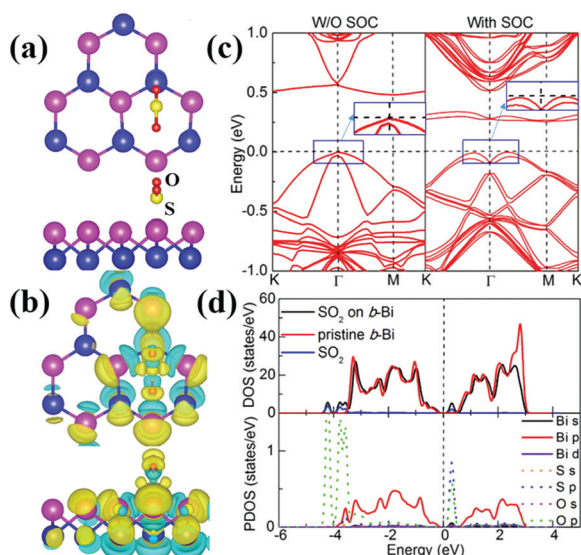 (a)
O
S
(b)
(c)
W/O SOC
With SOC
1.0
0.5
0.0
-0.5
-1.0
Energy (eV)
K
Γ
M
K
K
Γ
M
K
(d)
60
40
20
0
DOS (states/eV)
SO2 on b-Bi
pristine b-Bi
SO2
1
0
PDOS (states/eV)
Bi s
Bi p
Bi d
S s
S p
O s
O p
-6
-4
-2
0
2
4
6
Energy (eV)